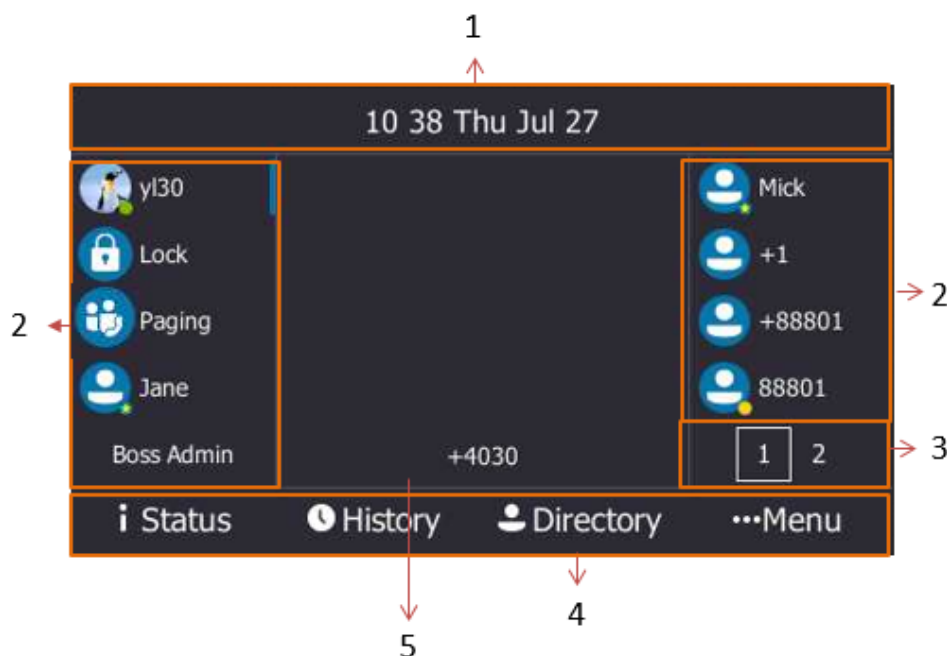 1
10 38 Thu Jul 27
yl30
Mick
Lock
+1
2
2
Paging
+88801
Jane
88801
Boss Admin
+4030
1 2
3
Status History Directory Menu
4
5